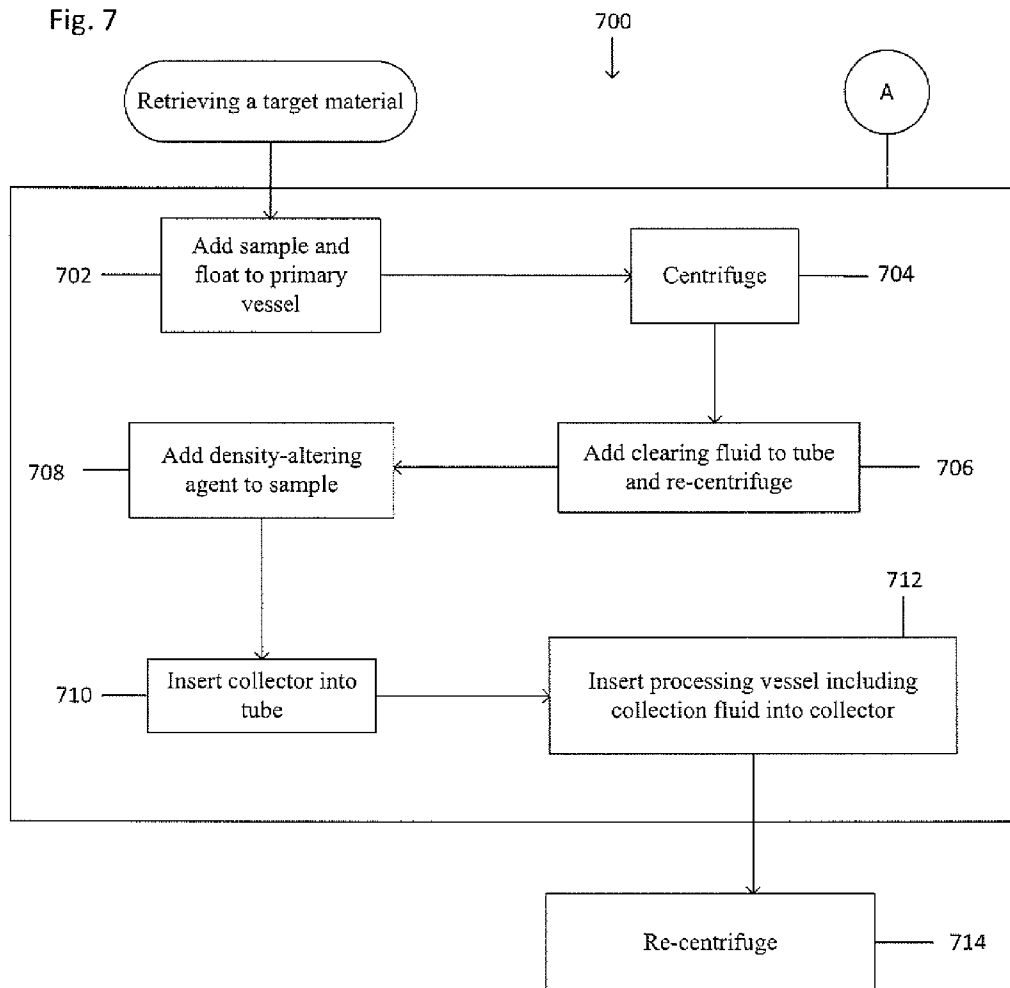 Fig. 7
700
Retrieving a target material
A
702
Add sample and
float to primary
vessel
Centrifuge
704
708
Add density-altering
agent to sample
Add clearing fluid to tube
and re-centrifuge
706
712
710
Insert collector into
tube
Insert processing vessel including
collection fluid into collector
Re-centrifuge
714